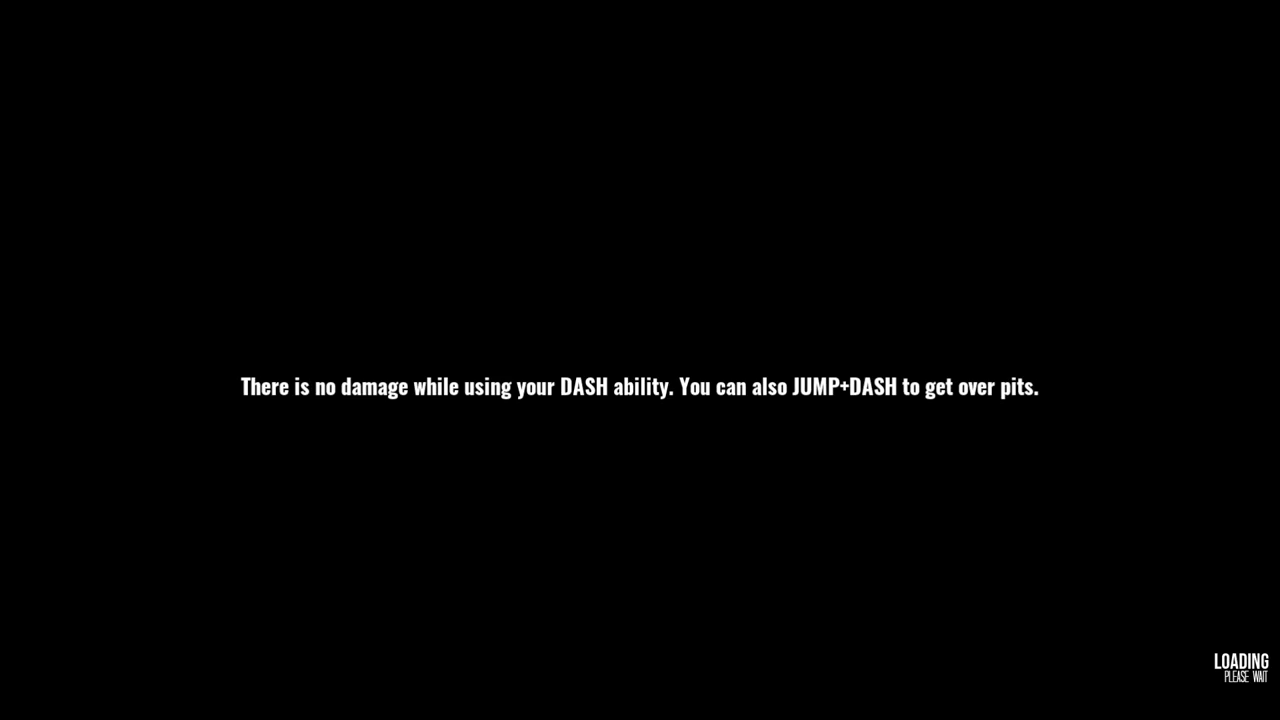 There is no damage while using your DASH ability. You can also JUMP+DASH to get over pits.
LOADING
PLEASE WAIT